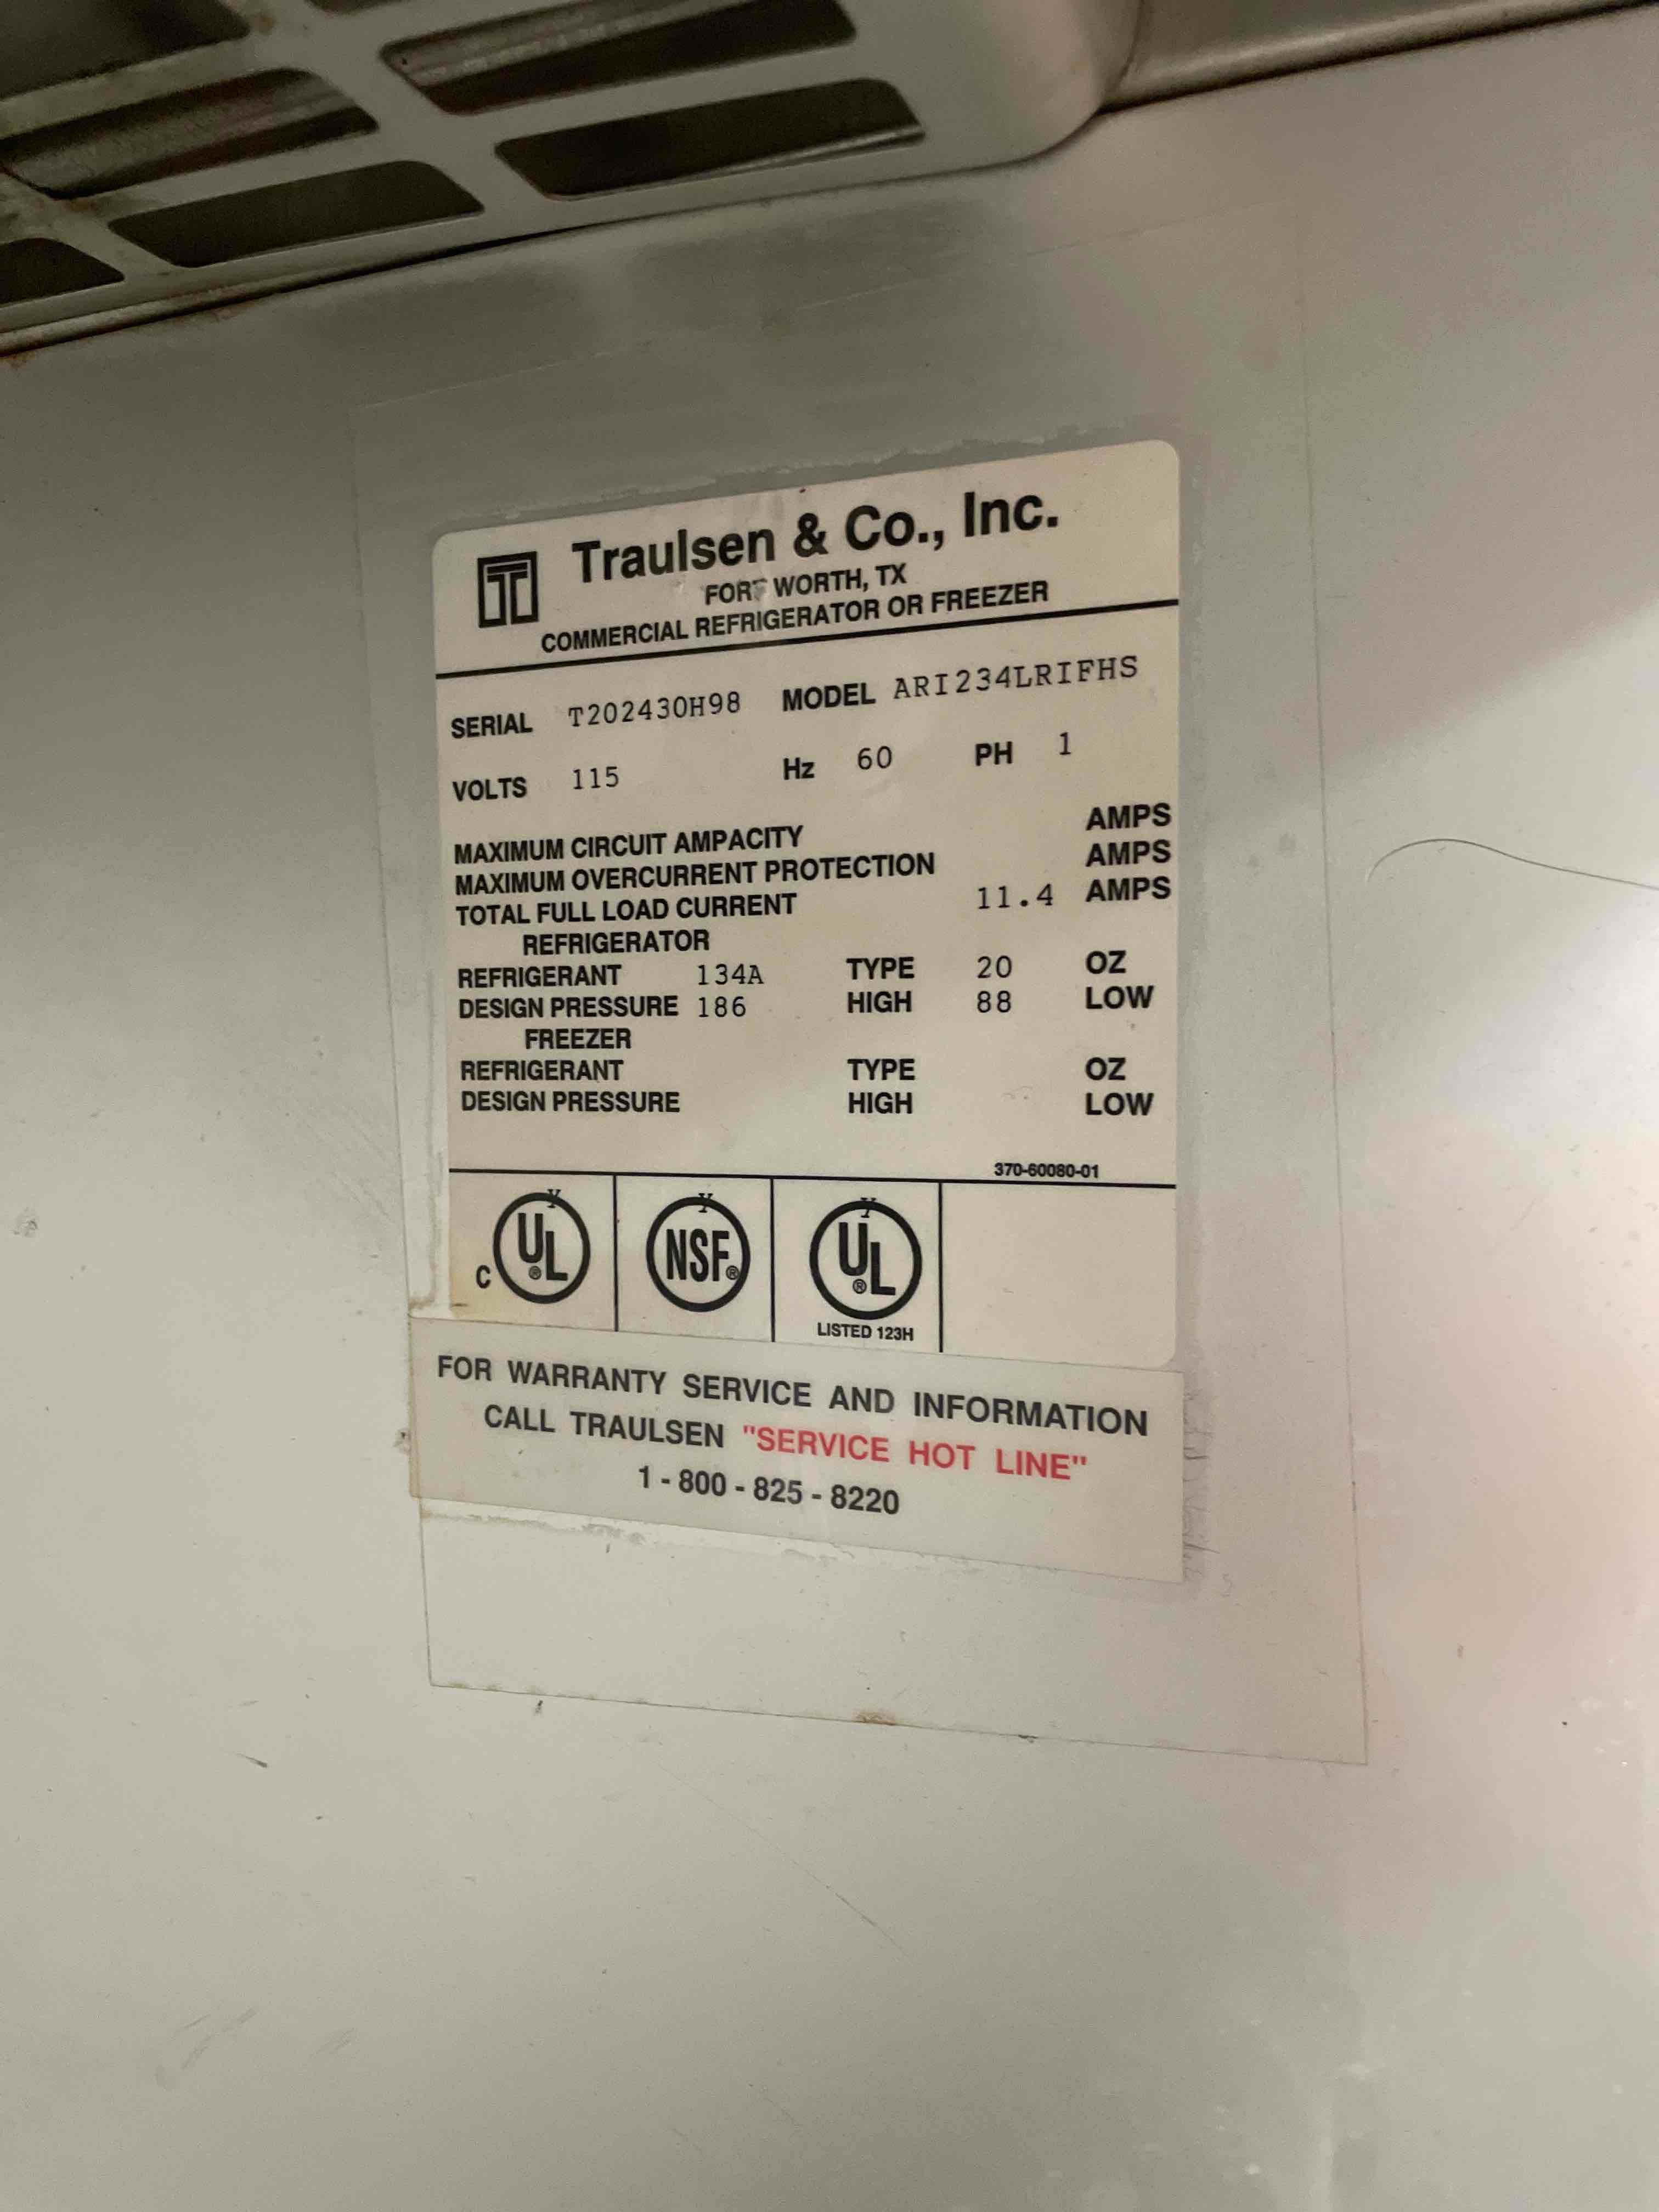 Traulsen & Co., Inc.
FORT WORTH, TX
COMMERCIAL REFRIGERATOR OR FREEZER
SERIAL T202430H98 MODEL ARI234LRIFHS
VOLTS 115 Hz 60 PH 1
MAXIMUM CIRCUIT AMPACITY AMPS
MAXIMUM OVERCURRENT PROTECTION AMPS
TOTAL FULL LOAD CURRENT 11.4 AMPS
REFRIGERATOR
REFRIGERANT 134A TYPE 20 OZ
DESIGN PRESSURE 186 HIGH 88 LOW
FREEZER
REFRIGERANT TYPE OZ
DESIGN PRESSURE HIGH LOW
370-60080-01
Y Y Y
C UL® NSF® UL®
LISTED 123H
FOR WARRANTY SERVICE AND INFORMATION
CALL TRAULSEN "SERVICE HOT LINE"
1 - 800 - 825 - 8220